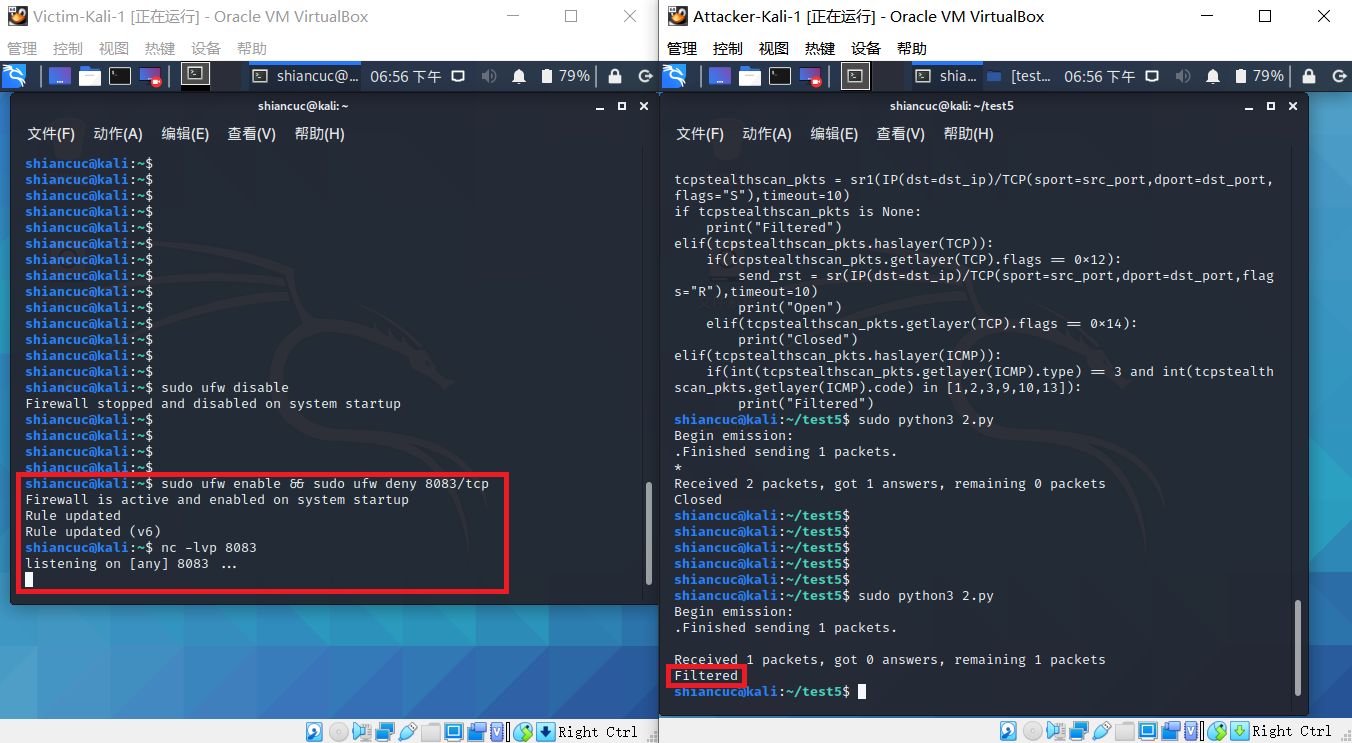 Victim-Kali-1 [正在运行] - Oracle VM VirtualBox
管理 控制 视图 热键 设备 帮助
shiancuc@... 06:56 下午 79%
shiancuc@kali: ~
文件(F) 动作(A) 编辑(E) 查看(V) 帮助(H)
shiancuc@kali:~$
shiancuc@kali:~$
shiancuc@kali:~$
shiancuc@kali:~$
shiancuc@kali:~$
shiancuc@kali:~$
shiancuc@kali:~$
shiancuc@kali:~$
shiancuc@kali:~$
shiancuc@kali:~$
shiancuc@kali:~$
shiancuc@kali:~$
shiancuc@kali:~$
shiancuc@kali:~$
shiancuc@kali:~$ sudo ufw disable
Firewall stopped and disabled on system startup
shiancuc@kali:~$
shiancuc@kali:~$
shiancuc@kali:~$
shiancuc@kali:~$
shiancuc@kali:~$ sudo ufw enable && sudo ufw deny 8083/tcp
Firewall is active and enabled on system startup
Rule updated
Rule updated (v6)
shiancuc@kali:~$ nc -lvp 8083
listening on [any] 8083 ...
Right Ctrl
Attacker-Kali-1 [正在运行] - Oracle VM VirtualBox
管理 控制 视图 热键 设备 帮助
shia... [test... 06:56 下午 79%
shiancuc@kali: ~/test5
文件(F) 动作(A) 编辑(E) 查看(V) 帮助(H)
tcpstealthscan_pkts = sr1(IP(dst=dst_ip)/TCP(sport=src_port,dport=dst_port,
flags="S"),timeout=10)
if tcpstealthscan_pkts is None:
    print("Filtered")
elif(tcpstealthscan_pkts.haslayer(TCP)):
    if(tcpstealthscan_pkts.getlayer(TCP).flags == 0×12):
        send_rst = sr(IP(dst=dst_ip)/TCP(sport=src_port,dport=dst_port,flag
s="R"),timeout=10)
        print("Open")
    elif(tcpstealthscan_pkts.getlayer(TCP).flags == 0×14):
        print("Closed")
elif(tcpstealthscan_pkts.haslayer(ICMP)):
    if(int(tcpstealthscan_pkts.getlayer(ICMP).type) == 3 and int(tcpstealth
scan_pkts.getlayer(ICMP).code) in [1,2,3,9,10,13]):
        print("Filtered")
shiancuc@kali:~/test5$ sudo python3 2.py
Begin emission:
.Finished sending 1 packets.
*
Received 2 packets, got 1 answers, remaining 0 packets
Closed
shiancuc@kali:~/test5$
shiancuc@kali:~/test5$
shiancuc@kali:~/test5$
shiancuc@kali:~/test5$
shiancuc@kali:~/test5$
shiancuc@kali:~/test5$ sudo python3 2.py
Begin emission:
.Finished sending 1 packets.
Received 1 packets, got 0 answers, remaining 1 packets
Filtered
shiancuc@kali:~/test5$
Right Ctrl